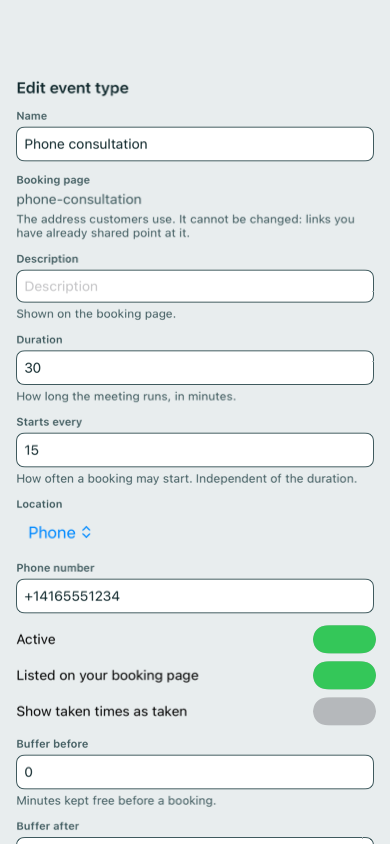 Edit event type
Name
Phone consultation
Booking page
phone-consultation
The address customers use. It cannot be changed: links you
have already shared point at it.
Description
Description
Shown on the booking page.
Duration
30
How long the meeting runs, in minutes.
Starts every
15
How often a booking may start. Independent of the duration.
Location
Phone
Phone number
+14165551234
Active
Listed on your booking page
Show taken times as taken
Buffer before
0
Minutes kept free before a booking.
Buffer after